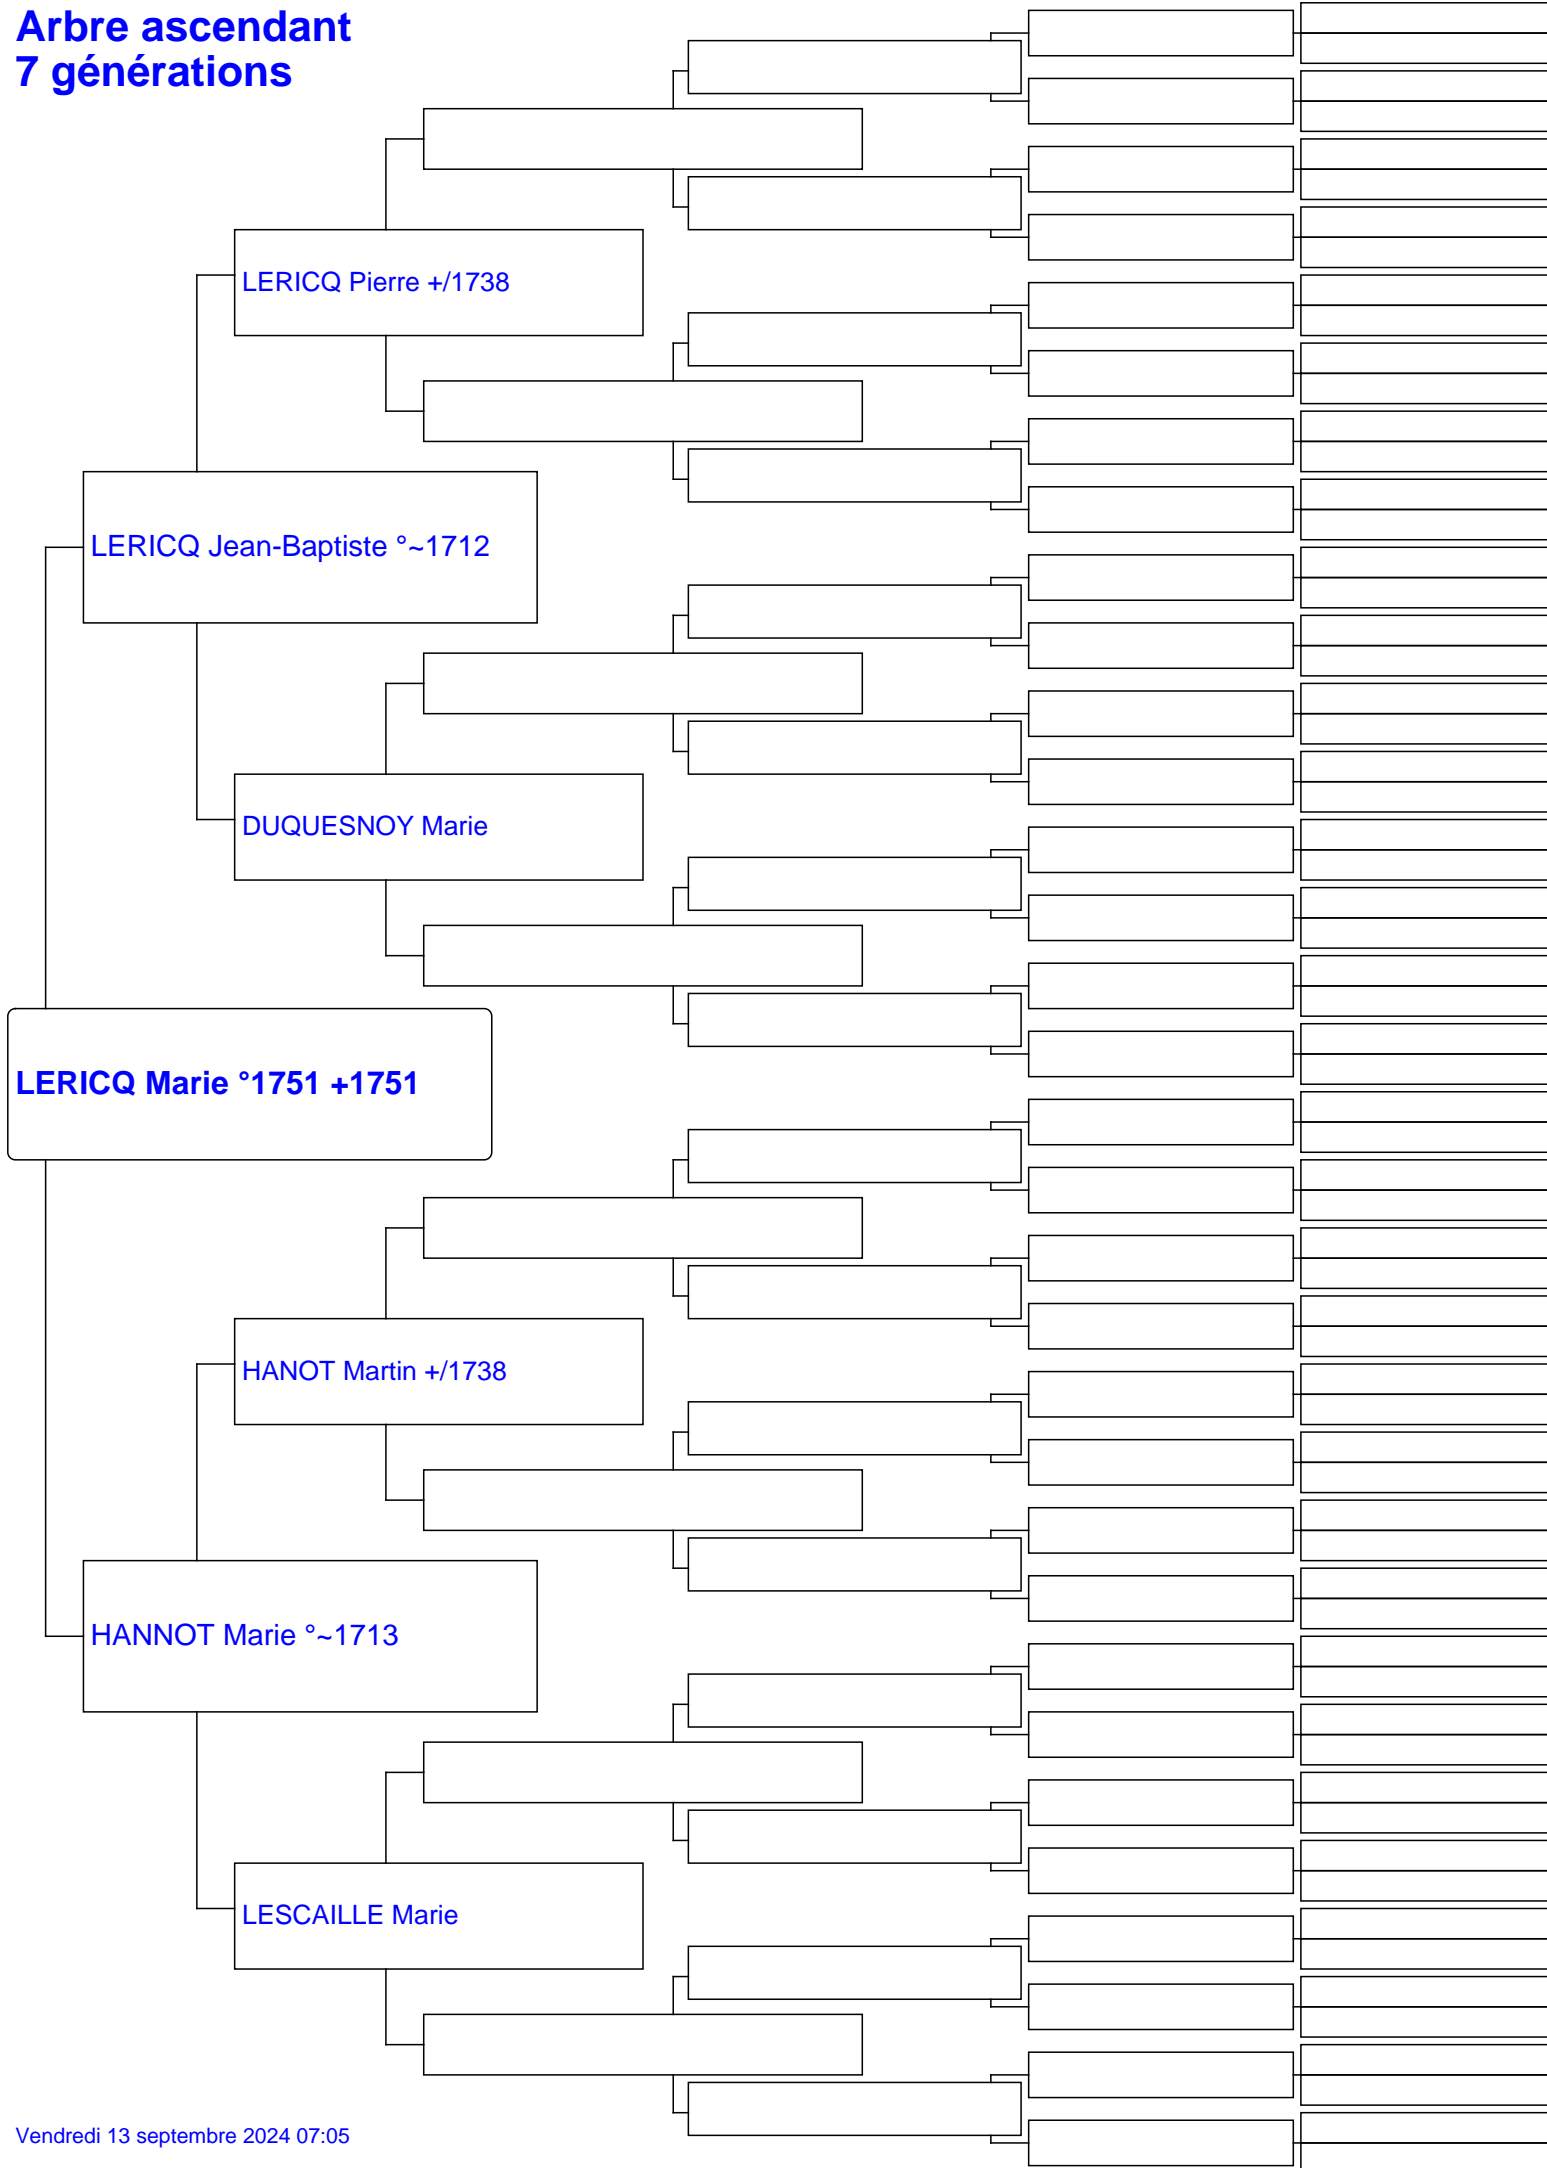 Arbre ascendant
7 générations
LERICQ Pierre +/1738
LERICQ Jean-Baptiste °~1712
DUQUESNOY Marie
LERICQ Marie °1751 +1751
HANOT Martin +/1738
HANNOT Marie °~1713
LESCAILLE Marie
Vendredi 13 septembre 2024 07:05